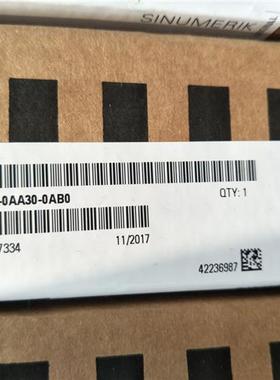 SINUMERIK
-0AA30-0AB0
QTY: 1
7334
11/2017
42236987